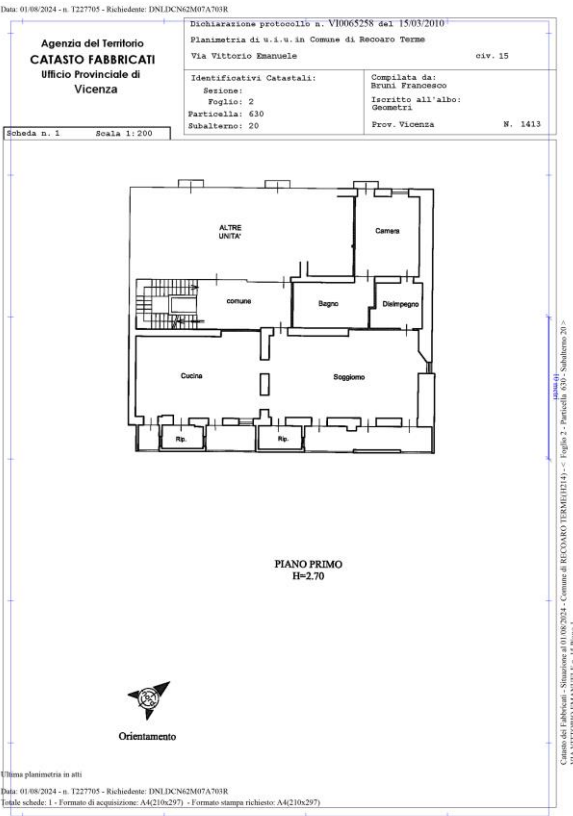 Data: 01/08/2024 - n. T227705 - Richiedente: DNLDCN62M07A703R
Agenzia del Territorio
CATASTO FABBRICATI
Ufficio Provinciale di
Vicenza
Dichiarazione protocollo n. VI0065258 del 15/03/2010
Planimetria di u.i.u. in Comune di Recoaro Terme
Via Vittorio Emanuele civ. 15
Identificativi Catastali:
Sezione:
Foglio: 2
Particella: 630
Subalterno: 20
Compilata da:
Bruni Francesco
Iscritto all'albo:
Geometri
Prov. Vicenza N. 1413
Scheda n. 1 Scala 1:200
ALTRE
UNITA'
Camera
comune
Bagno
Disimpegno
Cucina
Soggiorno
Rip.
Rip.
PIANO PRIMO
H=2.70
Orientamento
Ultima planimetria in atti
Data: 01/08/2024 - n. T227705 - Richiedente: DNLDCN62M07A703R
Totale schede: 1 - Formato di acquisizione: A4(210x297) - Formato stampa richiesto: A4(210x297)
Catasto dei Fabbricati - Situazione al 01/08/2024 - Comune di RECOARO TERME(H214) - < Foglio 2 - Particella 630 - Subalterno 20 >